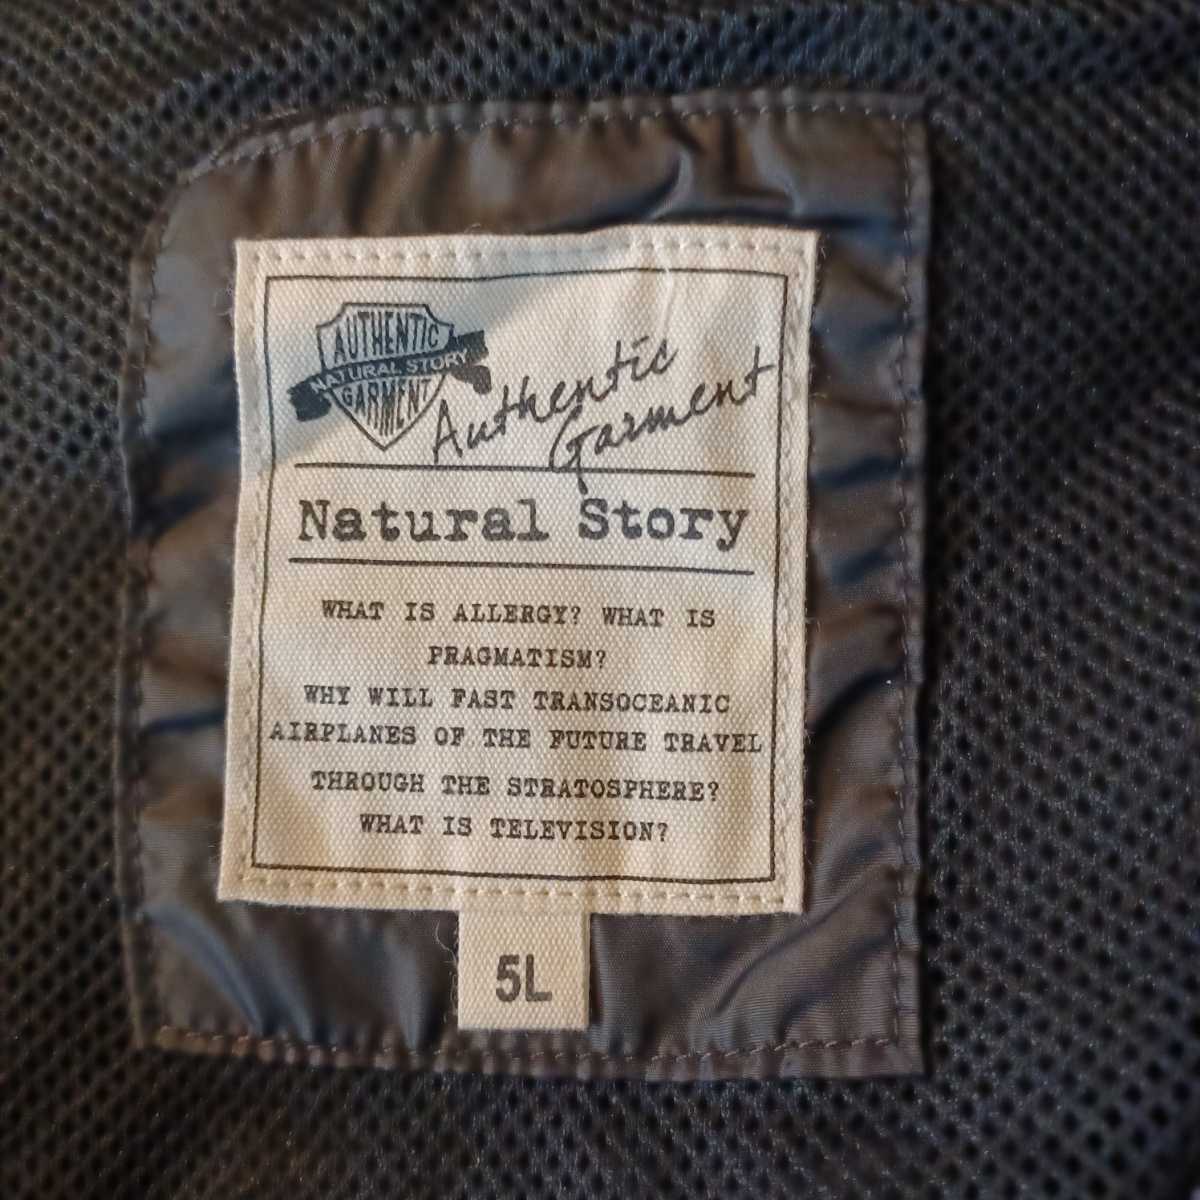 AUTHENTIC
NATURAL STORY
GARMENT
Authentic
Garment
Natural Story
WHAT IS ALLERGY? WHAT IS
PRAGMATISM?
WHY WILL FAST TRANSOCEANIC
AIRPLANES OF THE FUTURE TRAVEL
THROUGH THE STRATOSPHERE?
WHAT IS TELEVISION?
5L